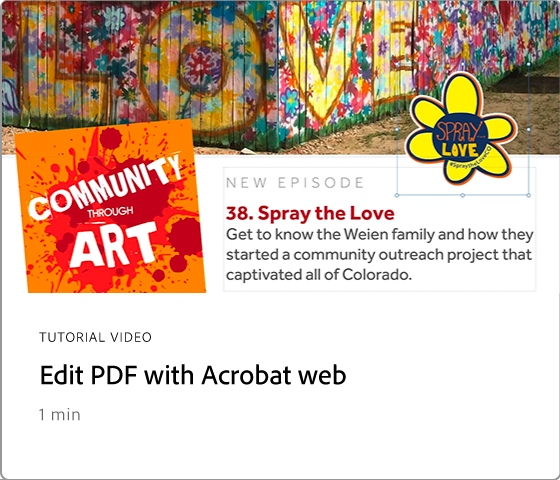 LOVE
SPRAY
LOVE
COMMUNITY
THROUGH
ART
NEW EPISODE
38. Spray the Love
Get to know the Weien family and how they
started a community outreach project that
captivated all of Colorado.
TUTORIAL VIDEO
Edit PDF with Acrobat web
1 min